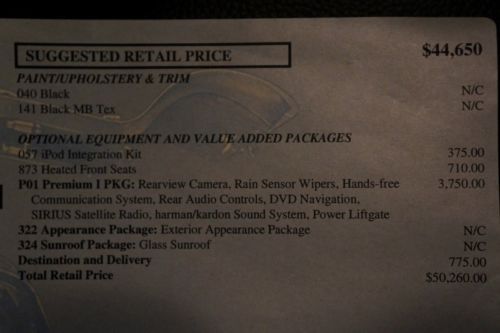 SUGGESTED RETAIL PRICE $44,650
PAINT/UPHOLSTERY & TRIM
040 Black N/C
141 Black MB Tex N/C
OPTIONAL EQUIPMENT AND VALUE ADDED PACKAGES
057 iPod Integration Kit 375.00
873 Heated Front Seats 710.00
P01 Premium I PKG: Rearview Camera, Rain Sensor Wipers, Hands-free 3,750.00
Communication System, Rear Audio Controls, DVD Navigation,
SIRIUS Satellite Radio, harman/kardon Sound System, Power Liftgate
322 Appearance Package: Exterior Appearance Package N/C
324 Sunroof Package: Glass Sunroof N/C
Destination and Delivery 775.00
Total Retail Price $50,260.00